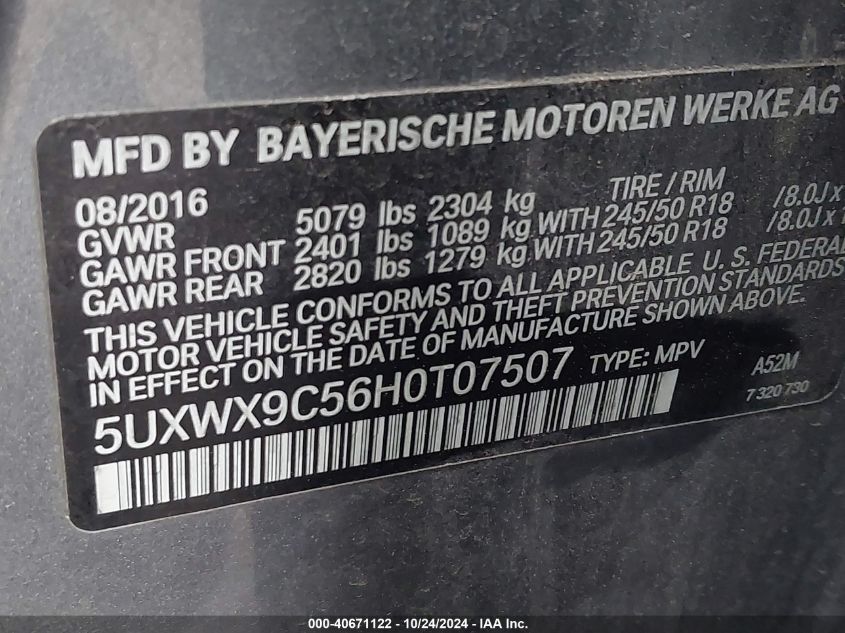 MFD BY BAYERISCHE MOTOREN WERKE AG
08/2016 TIRE / RIM
GVWR 5079 lbs 2304 kg
GAWR FRONT 2401 lbs 1089 kg WITH 245/50 R18 /8.0J x
GAWR REAR 2820 lbs 1279 kg WITH 245/50 R18 /8.0J x
THIS VEHICLE CONFORMS TO ALL APPLICABLE U. S. FEDERAL
MOTOR VEHICLE SAFETY AND THEFT PREVENTION STANDARDS
IN EFFECT ON THE DATE OF MANUFACTURE SHOWN ABOVE.
5UXWX9C56H0T07507 TYPE: MPV A52M
7 320 730
000-40671122 - 10/24/2024 - IAA Inc.